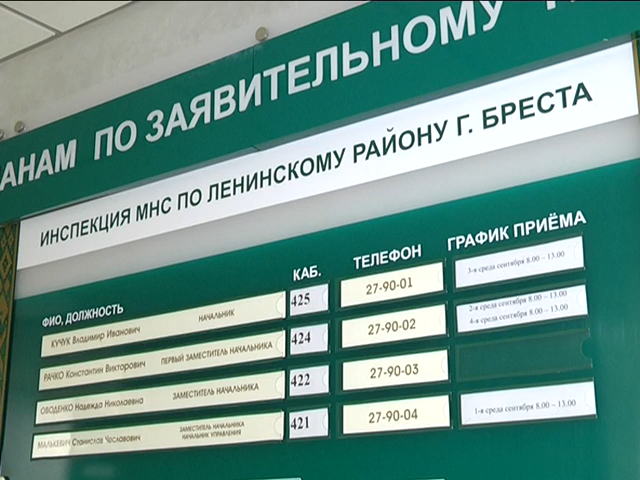 АНАМ ПО ЗАЯВИТЕЛЬНОМУ
ИНСПЕКЦИЯ МНС ПО ЛЕНИНСКОМУ РАЙОНУ Г. БРЕСТА
ФИО, ДОЛЖНОСТЬ КАБ. ТЕЛЕФОН ГРАФИК ПРИЁМА
КУЧУК Владимир Иванович НАЧАЛЬНИК 425 27-90-01 3-я среда сентября 8.00 – 13.00
РАЧКО Константин Викторович ПЕРВЫЙ ЗАМЕСТИТЕЛЬ НАЧАЛЬНИКА 424 27-90-02 2-я среда сентября 8.00 – 13.00
4-я среда сентября 8.00 – 13.00
ОВОДЕНКО Надежда Николаевна ЗАМЕСТИТЕЛЬ НАЧАЛЬНИКА 422 27-90-03
МАЛЬКЕВИЧ Станислав Чеславович ЗАМЕСТИТЕЛЬ НАЧАЛЬНИКА
НАЧАЛЬНИК УПРАВЛЕНИЯ 421 27-90-04 1-я среда сентября 8.00 – 13.00